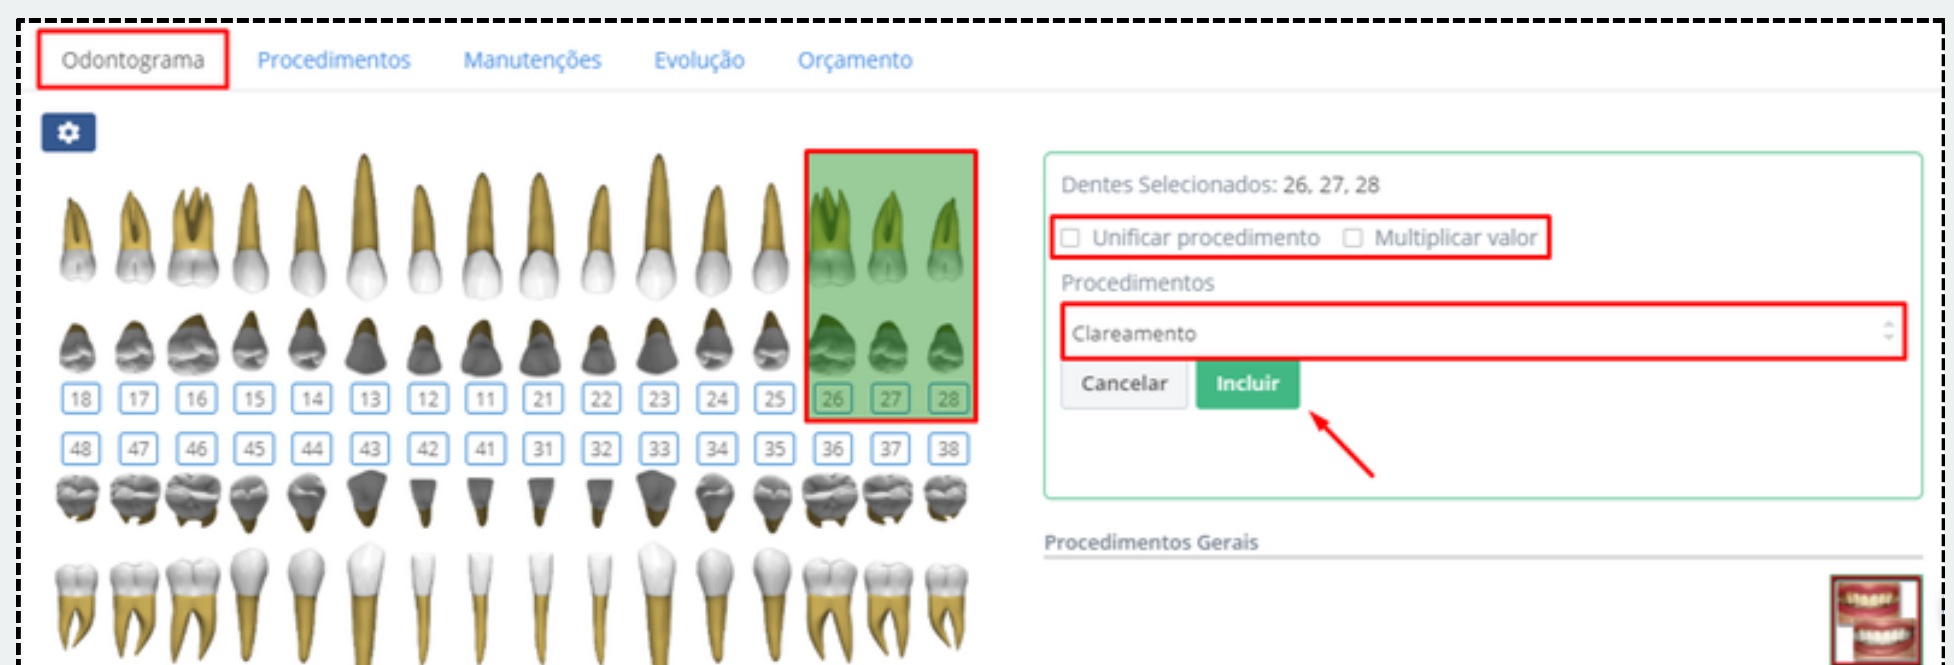 Odontograma Procedimentos Manutenções Evolução Orçamento
Dentes Selecionados: 26, 27, 28
Unificar procedimento Multiplicar valor
Procedimentos
Clareamento
Cancelar Incluir
18 17 16 15 14 13 12 11 21 22 23 24 25 26 27 28
48 47 46 45 44 43 42 41 31 32 33 34 35 36 37 38
Procedimentos Gerais